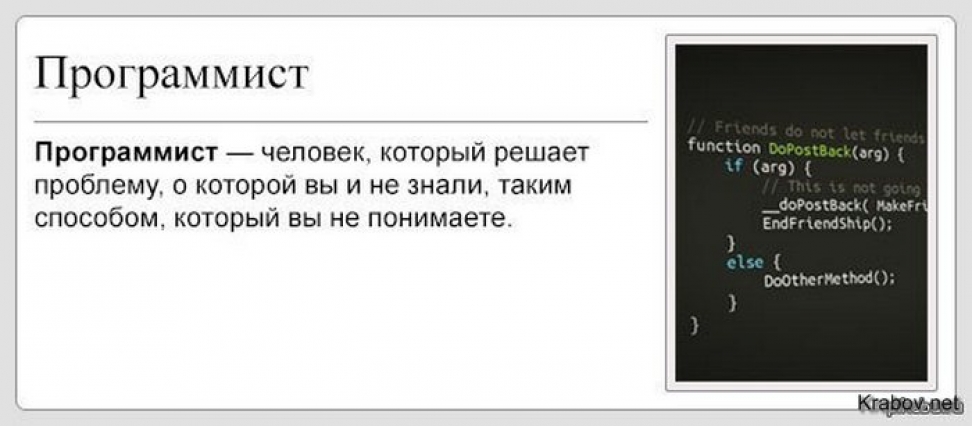 Программист
Программист — человек, который решает
проблему, о которой вы и не знали, таким
способом, который вы не понимаете.
// Friends do not let friends
function DoPostBack(arg) {
if (arg) {
// This is not going
__doPostBack( MakeFri
EndFriendShip();
}
else {
DoOtherMethod();
}
}
Krabov.net